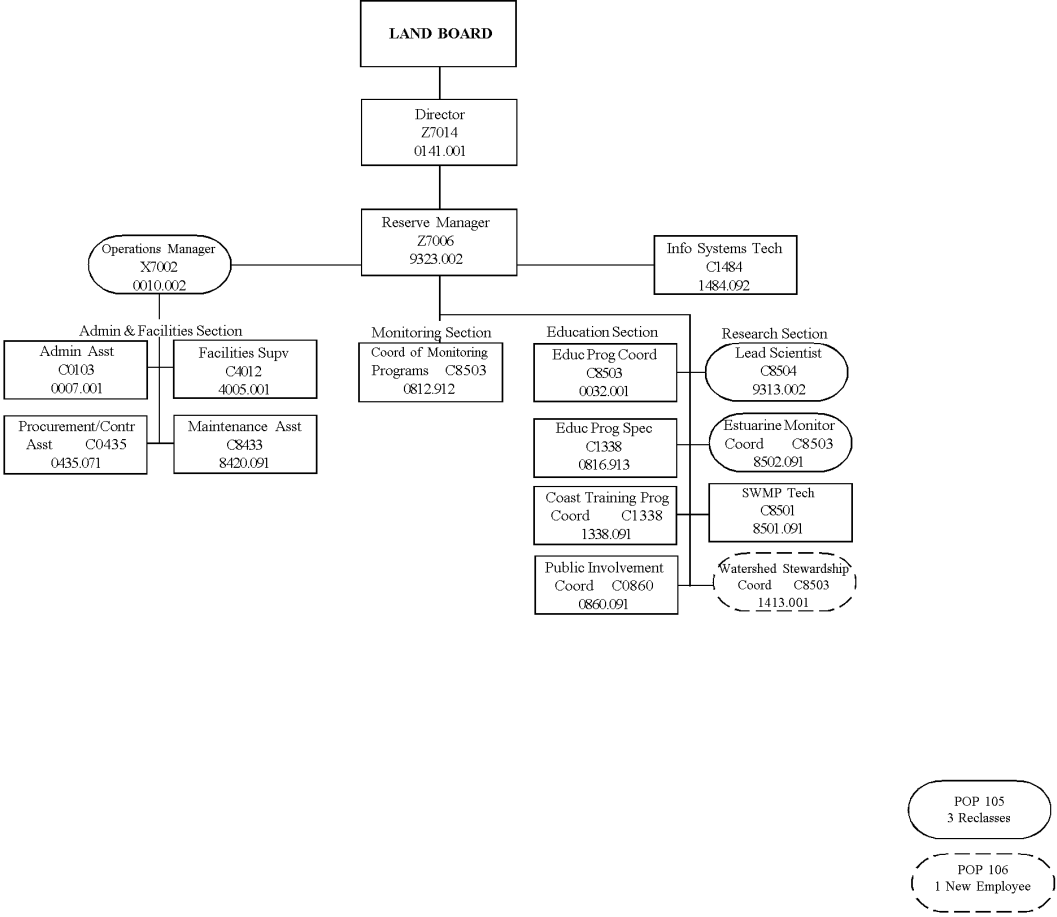 LAND BOARD
Director
Z7014
0141.001
Reserve Manager
Z7006
9323.002
Operations Manager
X7002
0010.002
Info Systems Tech
C1484
1484.092
Admin & Facilities Section
Admin Asst
C0103
0007.001
Facilities Supv
C4012
4005.001
Procurement/Contr
Asst C0435
0435.071
Maintenance Asst
C8433
8420.091
Monitoring Section
Coord of Monitoring
Programs C8503
0812.912
Education Section
Educ Prog Coord
C8503
0032.001
Educ Prog Spec
C1338
0816.913
Coast Training Prog
Coord C1338
1338.091
Public Involvement
Coord C0860
0860.091
Research Section
Lead Scientist
C8504
9313.002
Estuarine Monitor
Coord C8503
8502.091
SWMP Tech
C8501
8501.091
Watershed Stewardship
Coord C8503
1413.001
POP 105
3 Reclasses
POP 106
1 New Employee